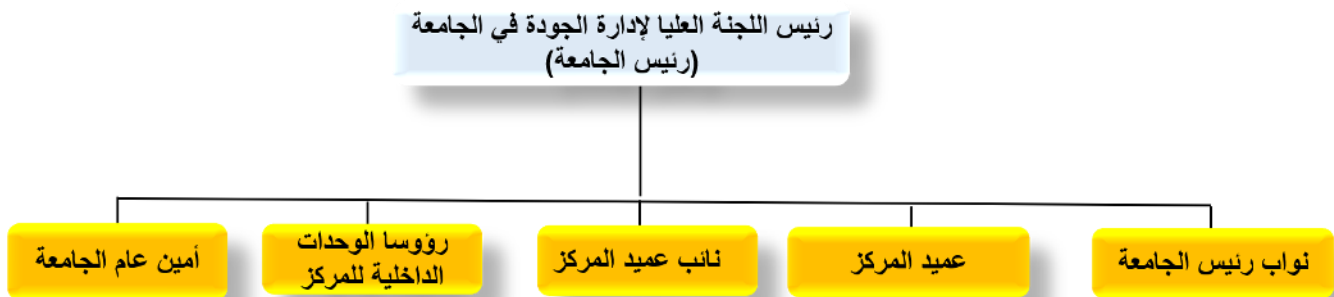 رئيس اللجنة العليا لإدارة الجودة في الجامعة
(رئيس الجامعة)
نواب رئيس الجامعة
عميد المركز
نائب عميد المركز
رؤوسا الوحدات
الداخلية للمركز
أمين عام الجامعة